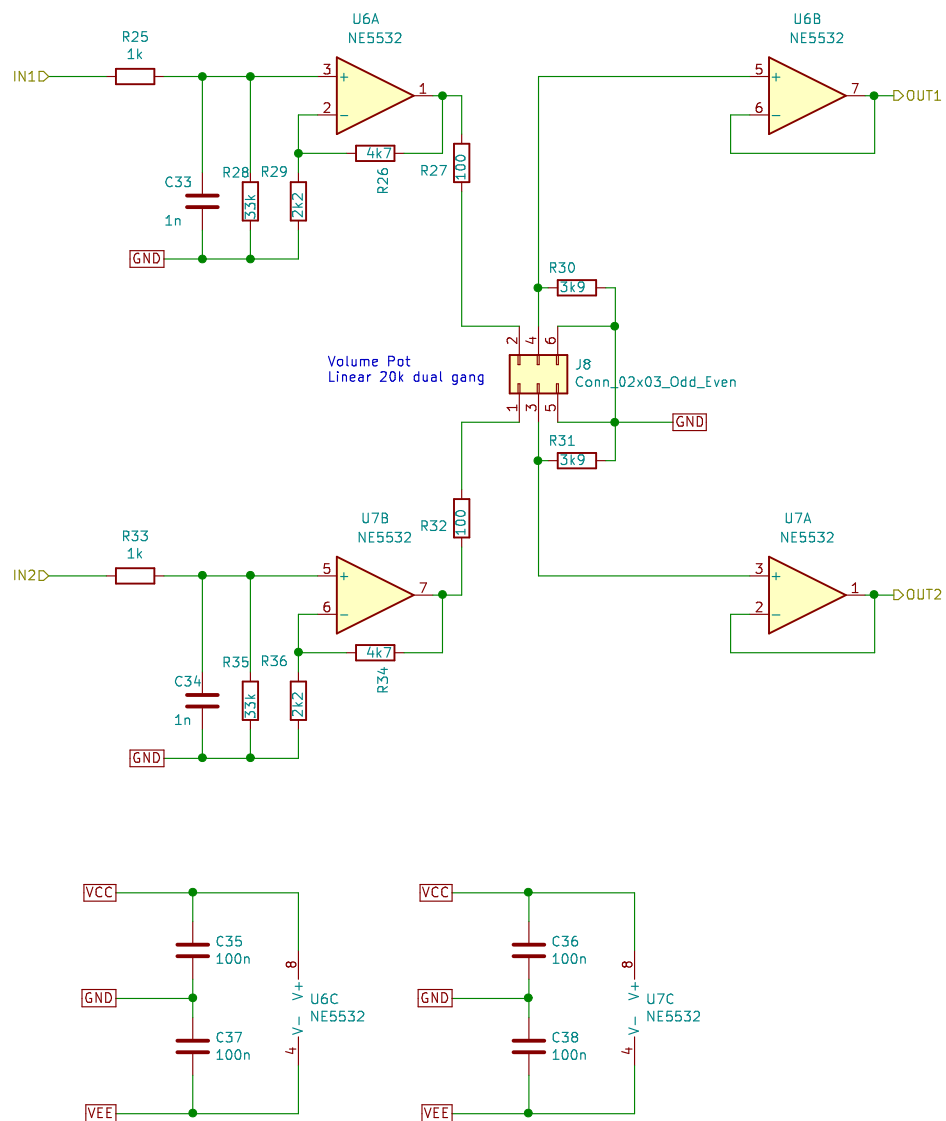 U6A
NE5532
U6B
NE5532
R25
1k
IN1
3
+
1
2
−
5
+
7
6
−
OUT1
4k7
R26
R27
100
C33
1n
R28
33k
R29
2k2
GND
R30
3k9
2
4
6
Volume Pot
Linear 20k dual gang
J8
Conn_02x03_Odd_Even
1
3
5
GND
R31
3k9
R32
100
U7B
NE5532
U7A
NE5532
R33
1k
IN2
5
+
7
6
−
3
+
1
2
−
OUT2
4k7
R34
C34
1n
R35
33k
R36
2k2
GND
VCC
C35
100n
8
V+
GND
U6C
NE5532
C37
100n
V−
4
VEE
VCC
C36
100n
8
V+
GND
U7C
NE5532
C38
100n
V−
4
VEE